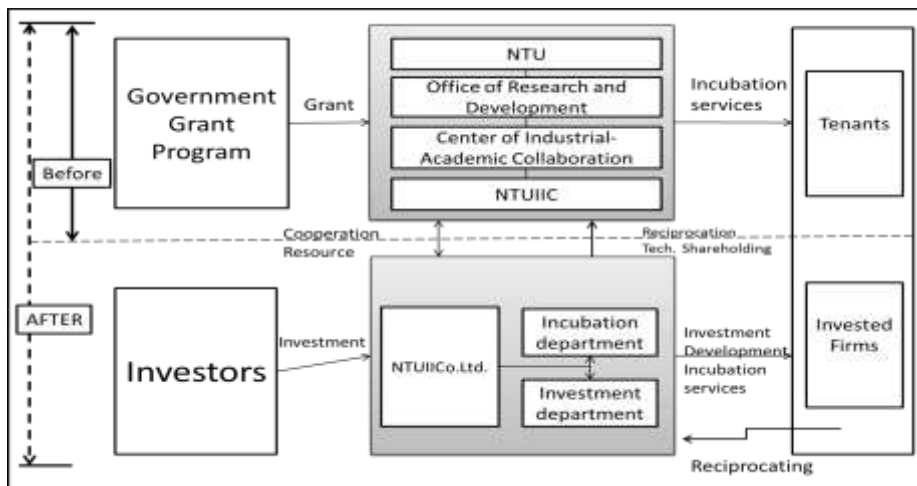 NTU
Office of Research and
Development
Center of Industrial-
Academic Collaboration
NTUIIC
Government
Grant
Program
Grant
Incubation
services
Tenants
Before
Cooperation
Resource
Reciprocation
Tech. Shareholding
AFTER
Investors
Investment
NTUIICo.Ltd.
Incubation
department
Investment
department
Investment
Development
Incubation
services
Invested
Firms
Reciprocating